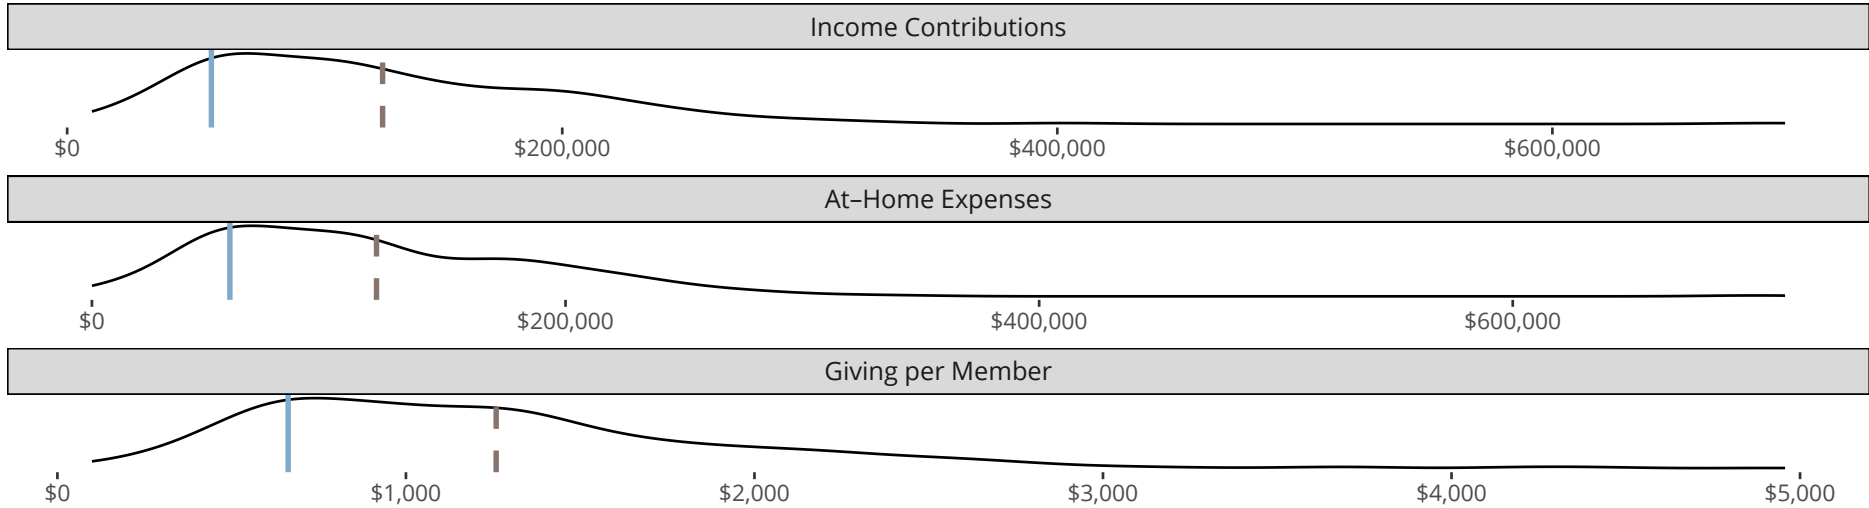 Income Contributions
$0 $200,000 $400,000 $600,000
At–Home Expenses
$0 $200,000 $400,000 $600,000
Giving per Member
$0 $1,000 $2,000 $3,000 $4,000 $5,000